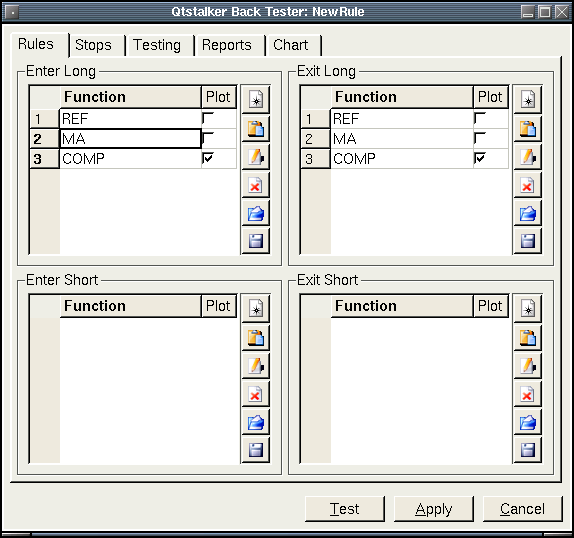 Qtstalker Back Tester: NewRule
Rules Stops Testing Reports Chart
Enter Long Exit Long
Function Plot Function Plot
1 REF 1 REF
2 MA 2 MA
3 COMP 3 COMP
Enter Short Exit Short
Function Plot Function Plot
Test Apply Cancel